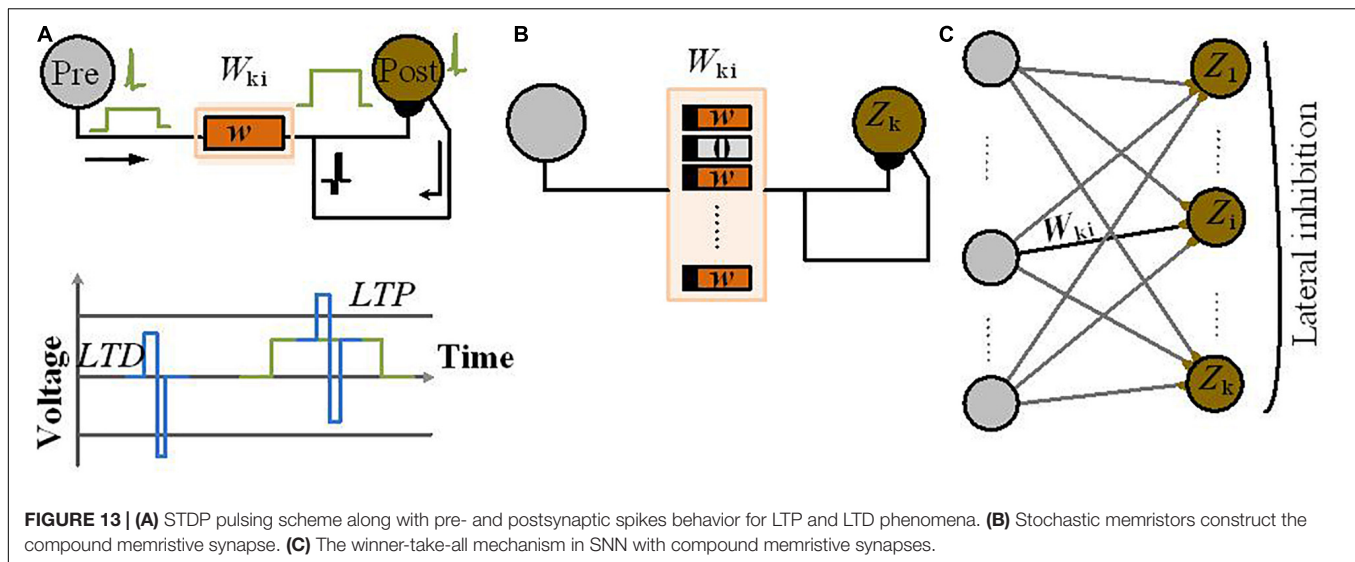 A
Pre
W_ki
Post
w
LTP
LTD
Voltage
Time
B
W_ki
w
0
w
w
Z_k
C
Z_1
W_ki
Z_i
Z_k
Lateral inhibition
FIGURE 13 | (A) STDP pulsing scheme along with pre- and postsynaptic spikes behavior for LTP and LTD phenomena. (B) Stochastic memristors construct the
compound memristive synapse. (C) The winner-take-all mechanism in SNN with compound memristive synapses.